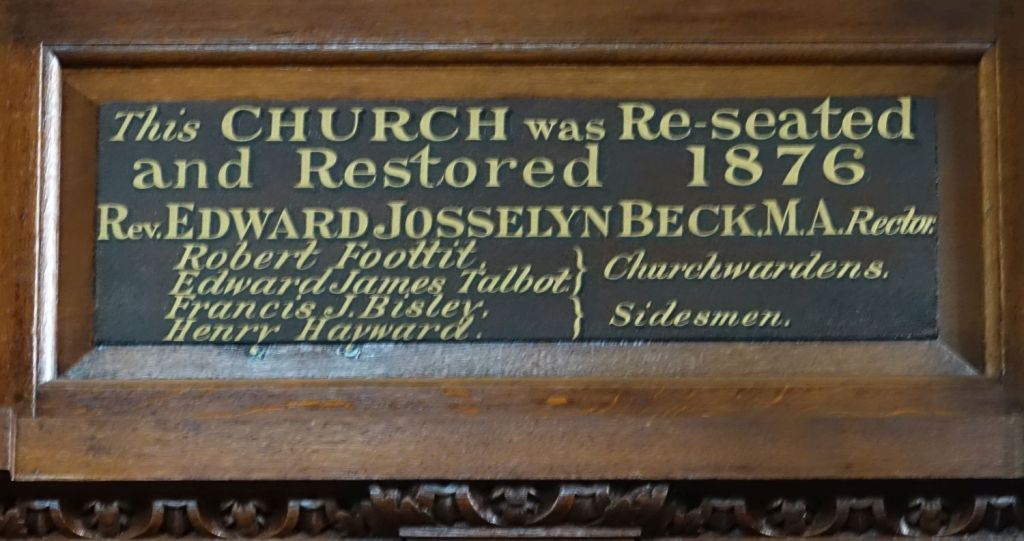 This CHURCH was Re-seated
and Restored 1876
Rev. EDWARD JOSSELYN BECK, M.A. Rector.
Robert Foottit,
Edward James Talbot. } Churchwardens.
Francis J. Bisley.
Henry Hayward. } Sidesmen.